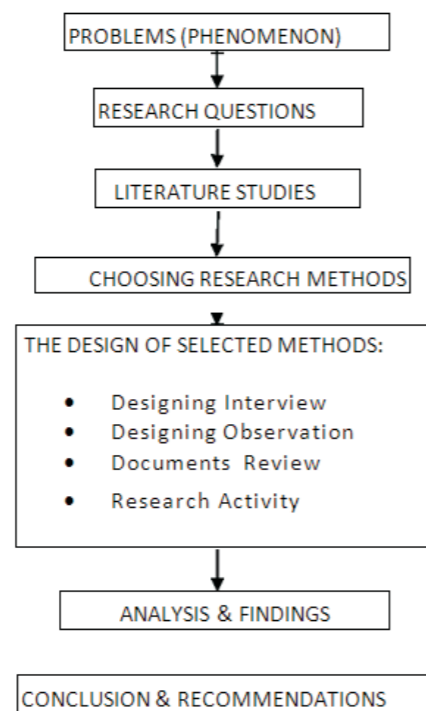 PROBLEMS (PHENOMENON)
RESEARCH QUESTIONS
LITERATURE STUDIES
CHOOSING RESEARCH METHODS
THE DESIGN OF SELECTED METHODS:
• Designing Interview
• Designing Observation
• Documents Review
• Research Activity
ANALYSIS & FINDINGS
CONCLUSION & RECOMMENDATIONS